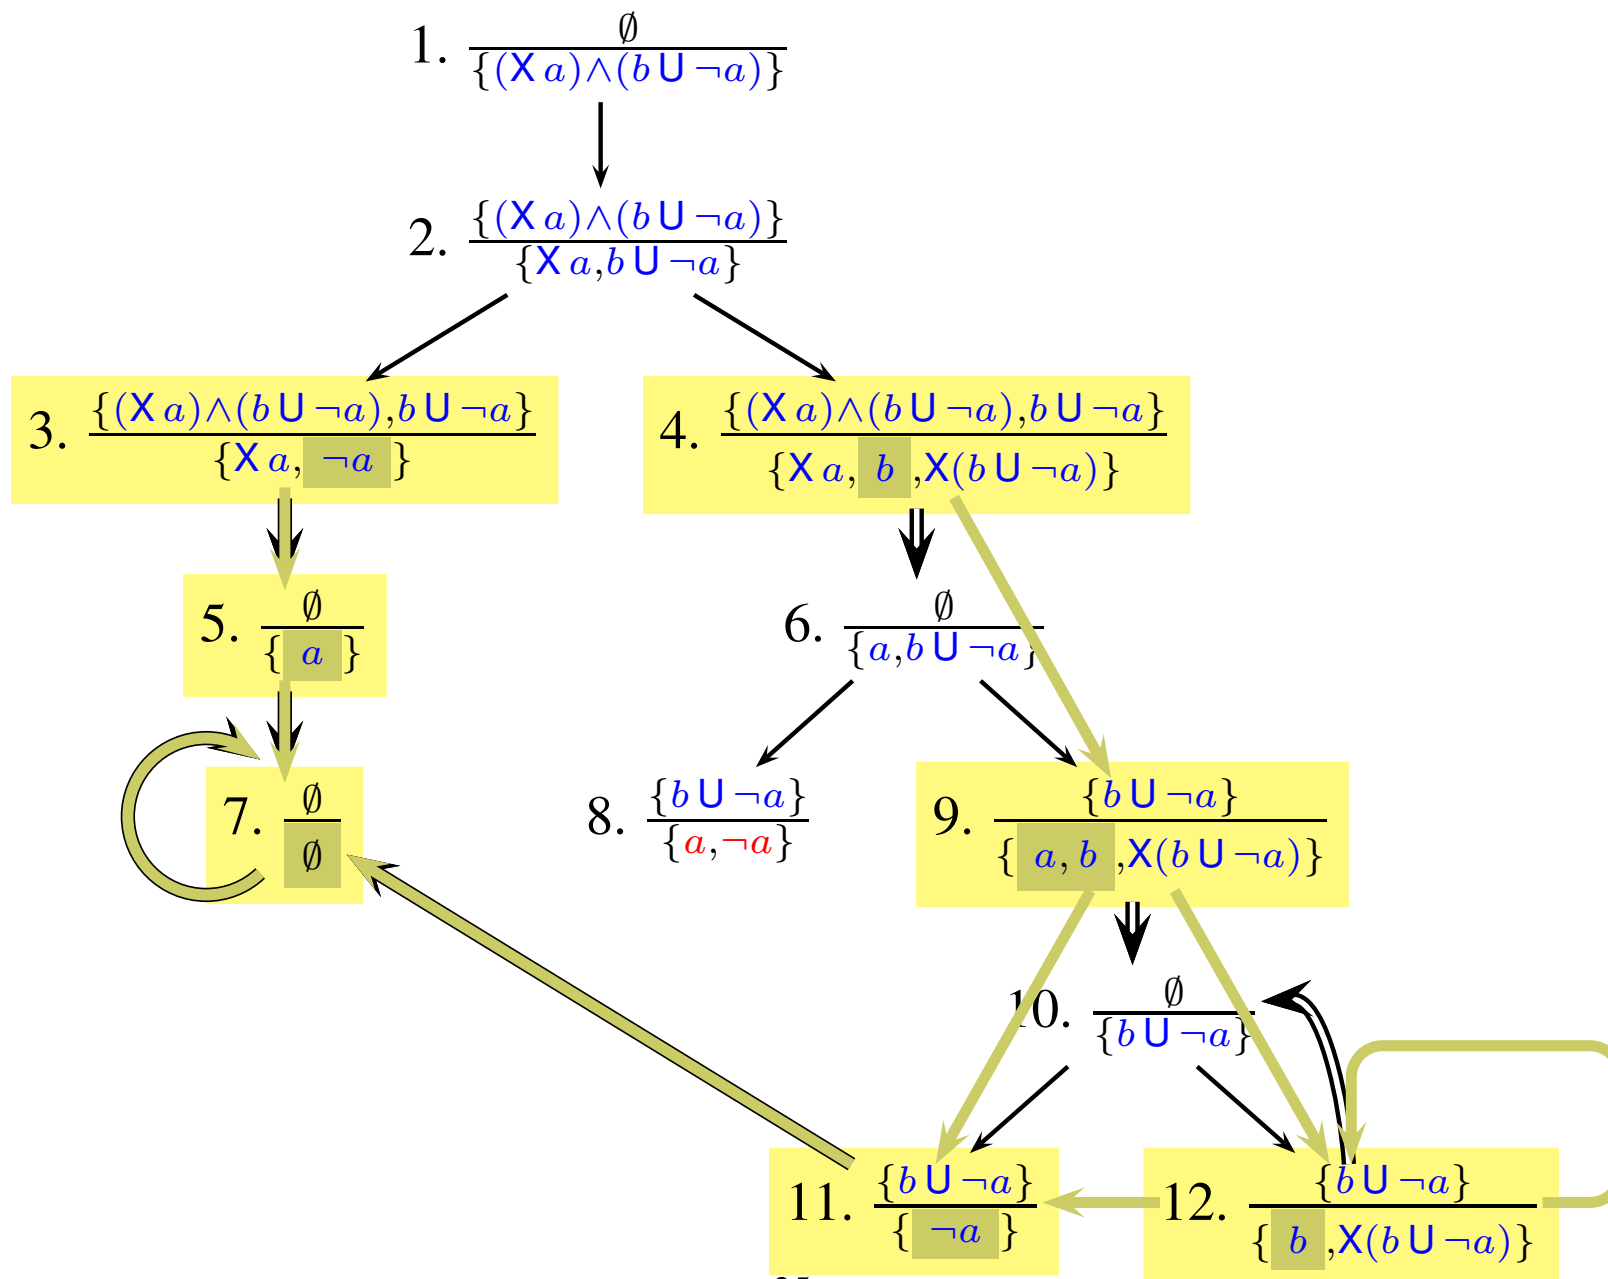 1. ∅
{(X a)∧(b U ¬a)}
2. {(X a)∧(b U ¬a)}
{X a,b U ¬a}
3. {(X a)∧(b U ¬a),b U ¬a}
{X a, ¬a }
4. {(X a)∧(b U ¬a),b U ¬a}
{X a, b ,X(b U ¬a)}
5. ∅
{ a }
6. ∅
{a,b U ¬a}
7. ∅
∅
8. {b U ¬a}
{a,¬a}
9. {b U ¬a}
{ a, b ,X(b U ¬a)}
10. ∅
{b U ¬a}
11. {b U ¬a}
{ ¬a }
12. {b U ¬a}
{ b ,X(b U ¬a)}